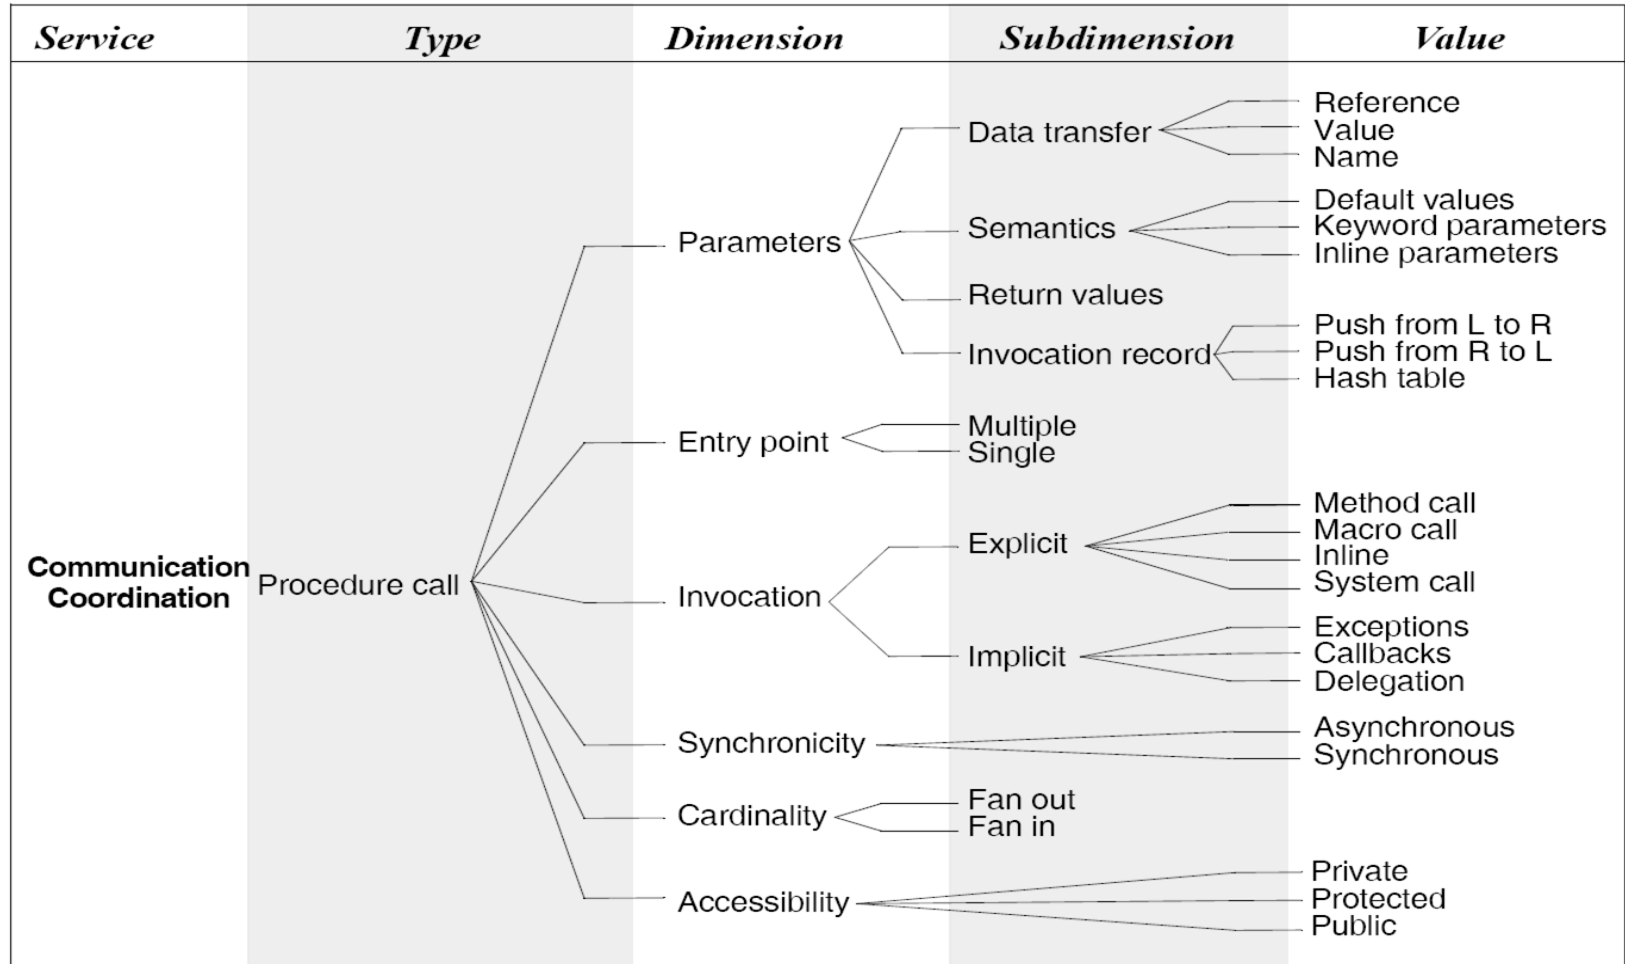 Service Type Dimension Subdimension Value
Reference
Data transfer
Value
Name
Default values
Semantics
Keyword parameters
Parameters
Inline parameters
Return values
Push from L to R
Invocation record
Push from R to L
Hash table
Multiple
Entry point
Single
Method call
Explicit
Macro call
Inline
Communication
Coordination
Procedure call
System call
Invocation
Exceptions
Implicit
Callbacks
Delegation
Asynchronous
Synchronicity
Synchronous
Fan out
Cardinality
Fan in
Private
Accessibility
Protected
Public